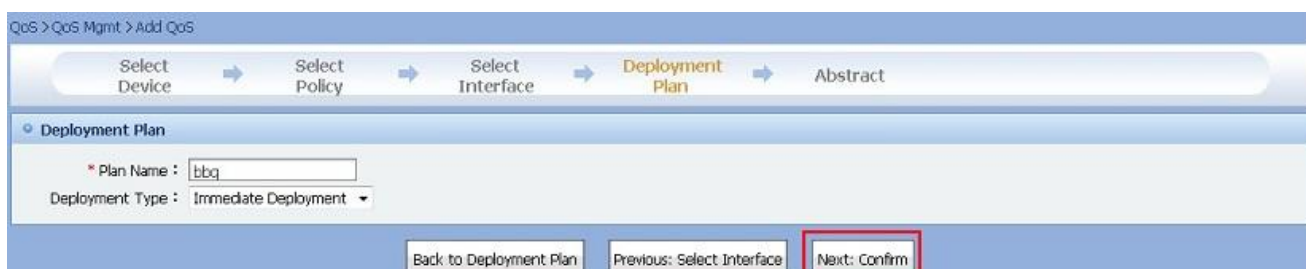 QoS > QoS Mgmt > Add QoS
Select Device
Select Policy
Select Interface
Deployment Plan
Abstract
Deployment Plan
* Plan Name : bbq
Deployment Type : Immediate Deployment
Back to Deployment Plan Previous: Select Interface Next: Confirm